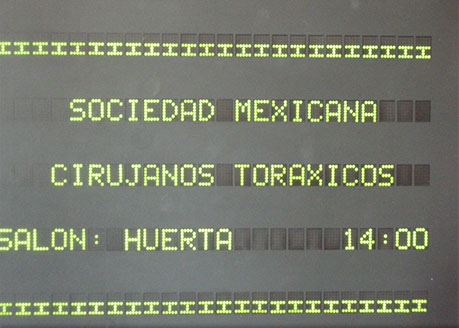 SOCIEDAD MEXICANA
CIRUJANOS TORAXICOS
SALON: HUERTA 14:00